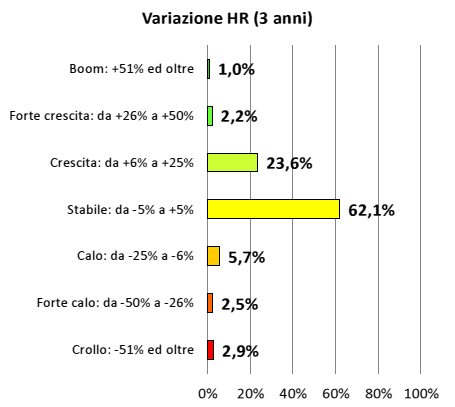 Variazione HR (3 anni)
Boom: +51% ed oltre 1,0%
Forte crescita: da +26% a +50% 2,2%
Crescita: da +6% a +25% 23,6%
Stabile: da -5% a +5% 62,1%
Calo: da -25% a -6% 5,7%
Forte calo: da -50% a -26% 2,5%
Crollo: -51% ed oltre 2,9%
0% 20% 40% 60% 80% 100%